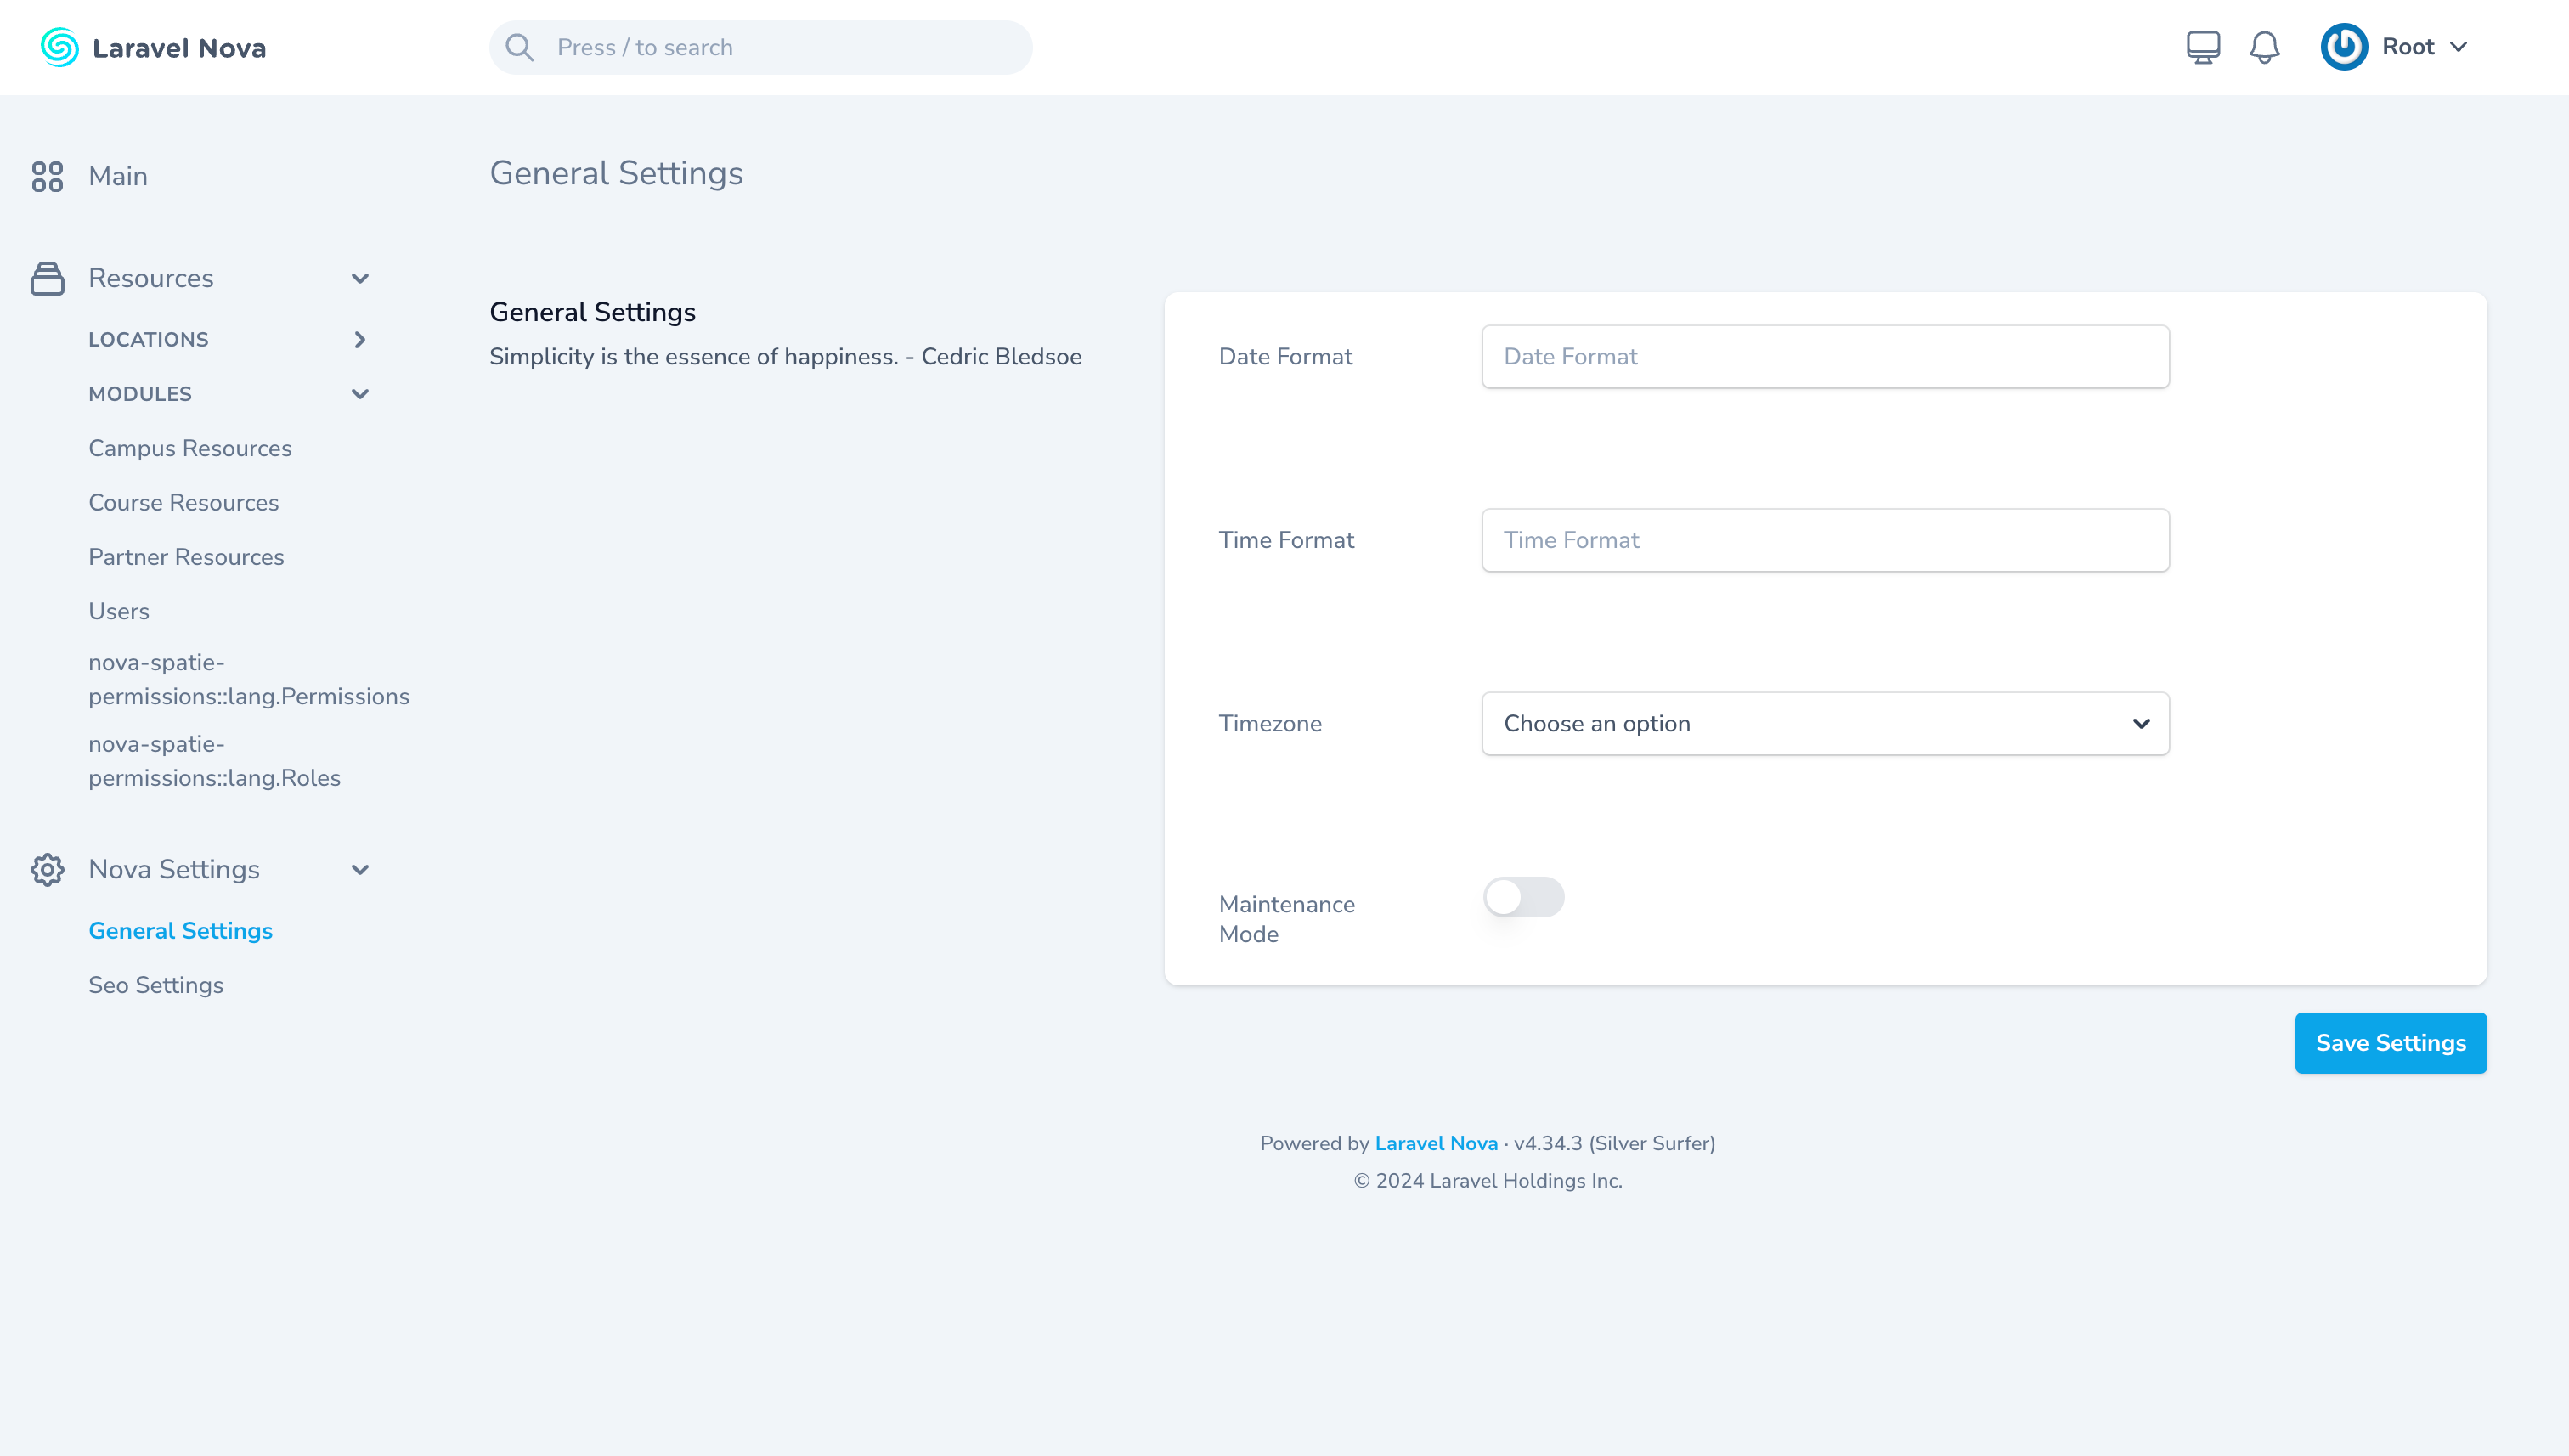 Laravel Nova
Press / to search
Root
Main
Resources
LOCATIONS
MODULES
Campus Resources
Course Resources
Partner Resources
Users
nova-spatie-
permissions::lang.Permissions
nova-spatie-
permissions::lang.Roles
Nova Settings
General Settings
Seo Settings
General Settings
General Settings
Simplicity is the essence of happiness. - Cedric Bledsoe
Date Format
Date Format
Time Format
Time Format
Timezone
Choose an option
Maintenance
Mode
Save Settings
Powered by Laravel Nova · v4.34.3 (Silver Surfer)
© 2024 Laravel Holdings Inc.